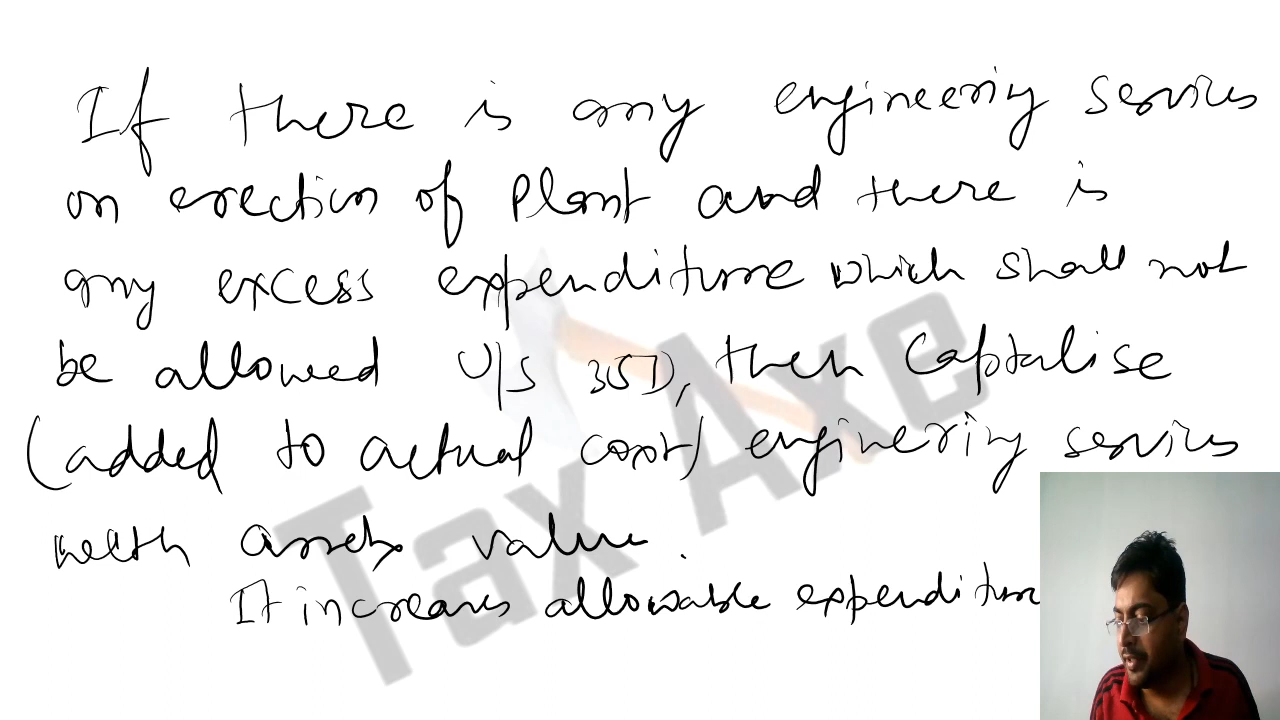 If there is any engineering services
on erection of Plant and there is
any excess expenditure which shall not
be allowed U/S 35D, then Capitalise
(added to actual cost) engineering services
with assets value.
It increases allowable expenditure
Tax Axe